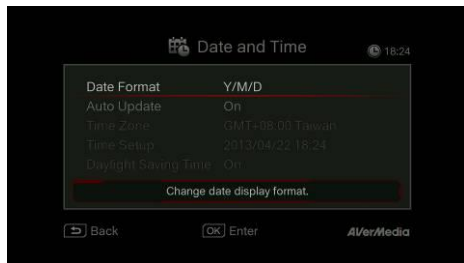 Date and Time
18:24
Date Format Y/M/D
Auto Update On
Time Zone GMT+08:00 Taiwan
Time Setup 2013/04/22 18:24
Daylight Saving Time On
Change date display format.
Back OK Enter AVerMedia